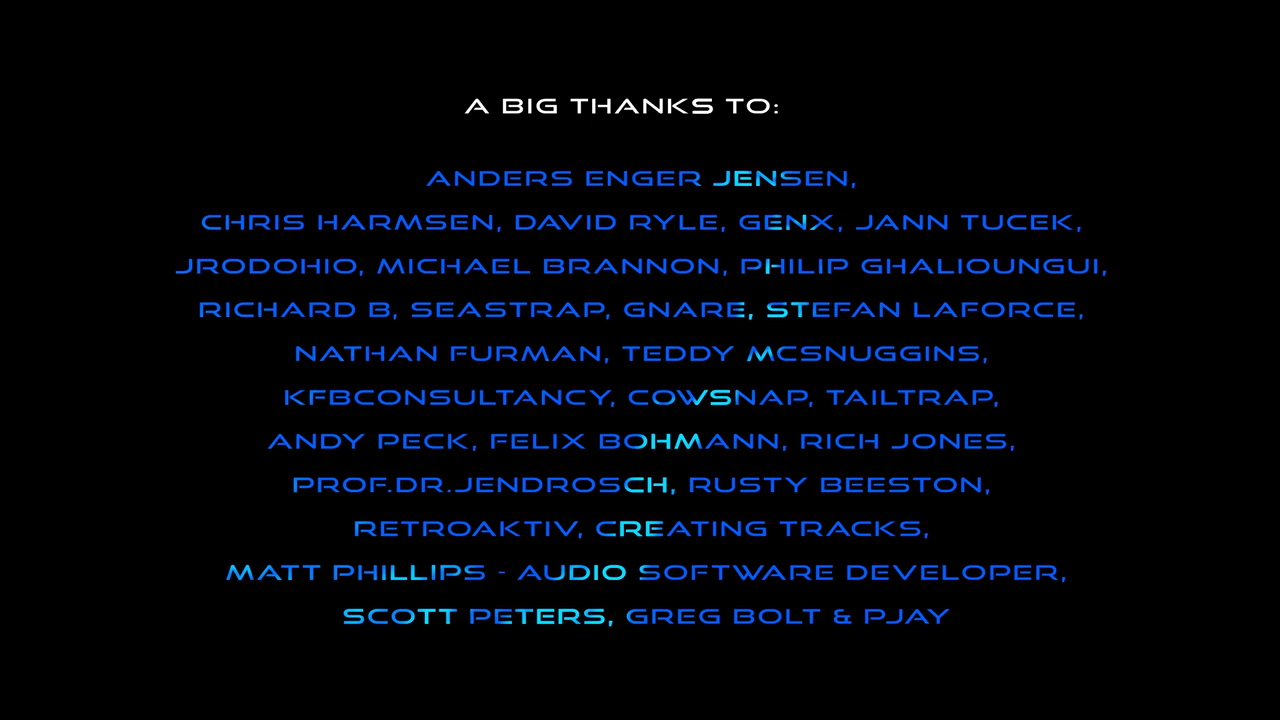 A BIG THANKS TO:
ANDERS ENGER JENSEN,
CHRIS HARMSEN, DAVID RYLE, GENX, JANN TUCEK,
JRODOHIO, MICHAEL BRANNON, PHILIP GHALIOUNGUI,
RICHARD B, SEASTRAP, GNARE, STEFAN LAFORCE,
NATHAN FURMAN, TEDDY MCSNUGGINS,
KFBCONSULTANCY, COWSNAP, TAILTRAP,
ANDY PECK, FELIX BOHMANN, RICH JONES,
PROF.DR.JENDROSCH, RUSTY BEESTON,
RETROAKTIV, CREATING TRACKS,
MATT PHILLIPS - AUDIO SOFTWARE DEVELOPER,
SCOTT PETERS, GREG BOLT & PJAY